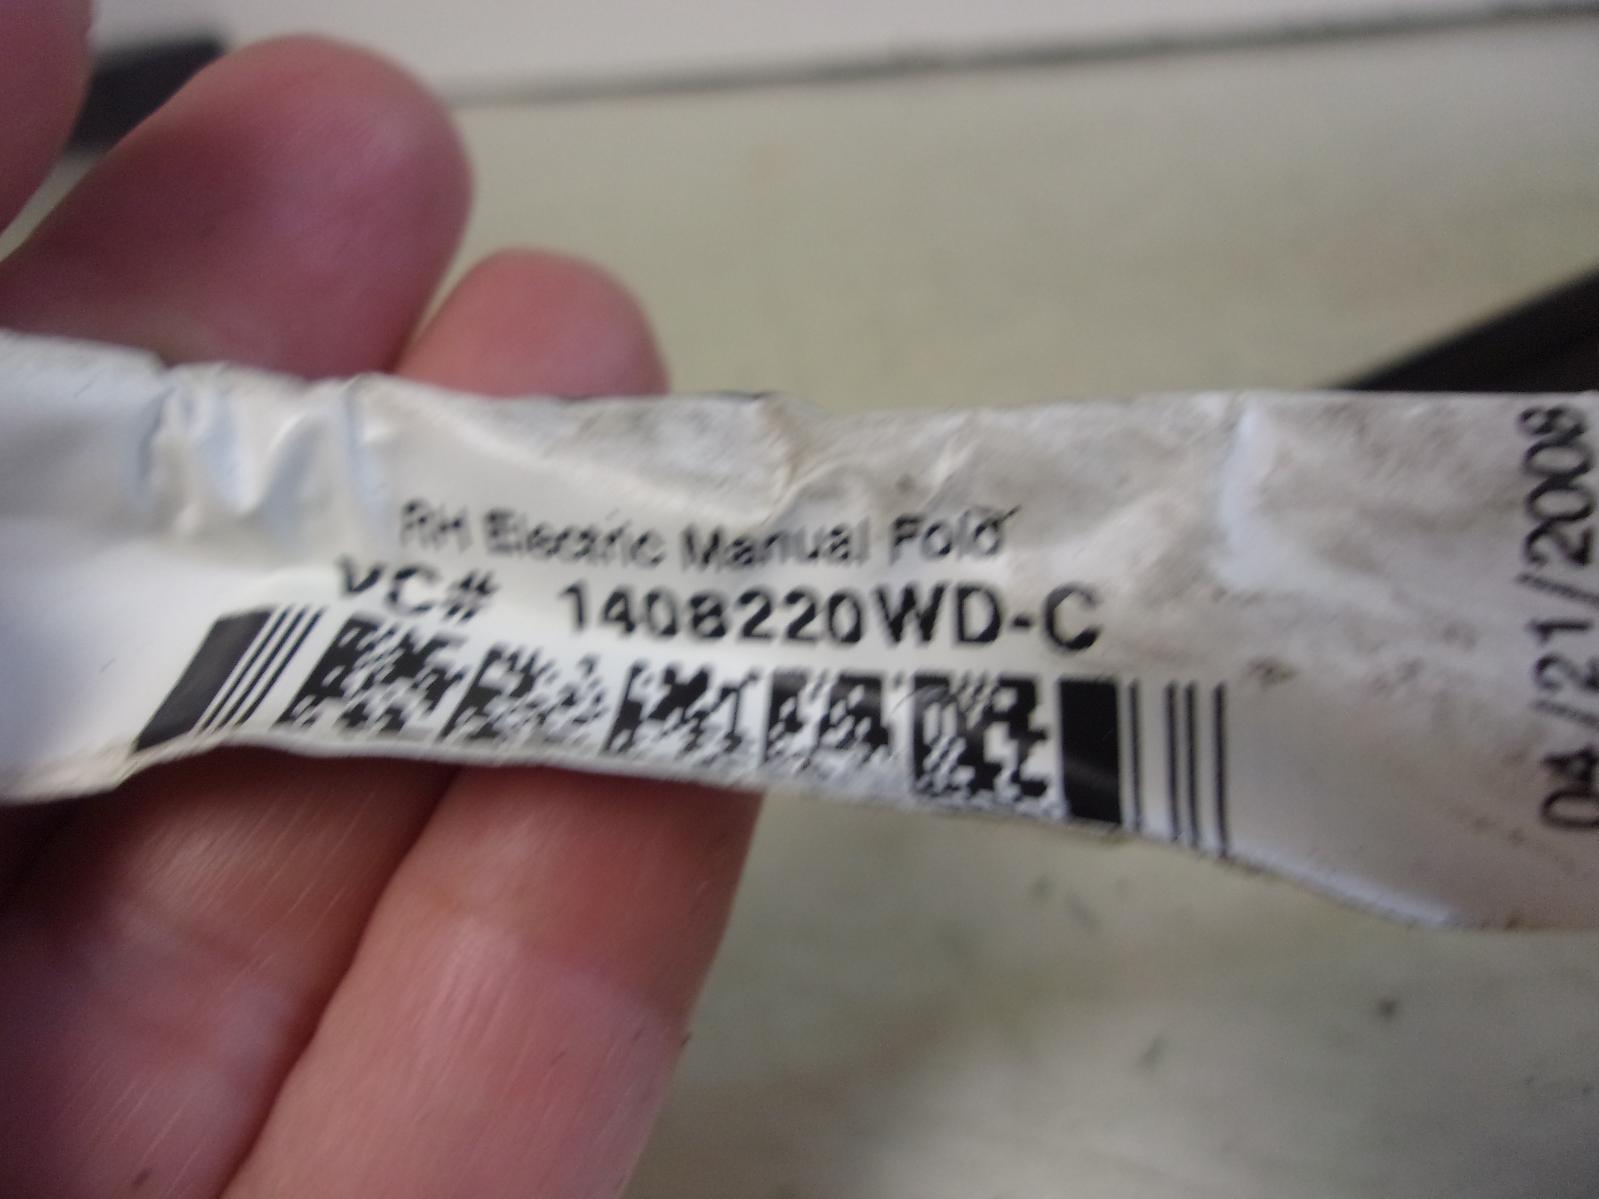 RH Electric Manual Fold
VC# 1408220WD-C
04/21/2008